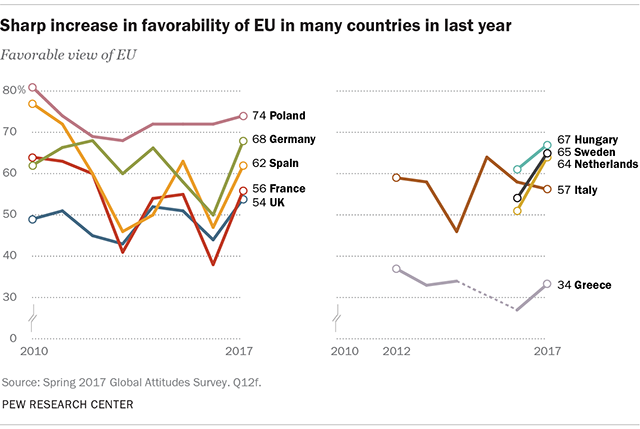 Sharp increase in favorability of EU in many countries in last year
Favorable view of EU
80%
70
60
50
40
30
0
2010
2017
74 Poland
68 Germany
62 Spain
56 France
54 UK
2010
2012
2017
67 Hungary
65 Sweden
64 Netherlands
57 Italy
34 Greece
Source: Spring 2017 Global Attitudes Survey. Q12f.
PEW RESEARCH CENTER